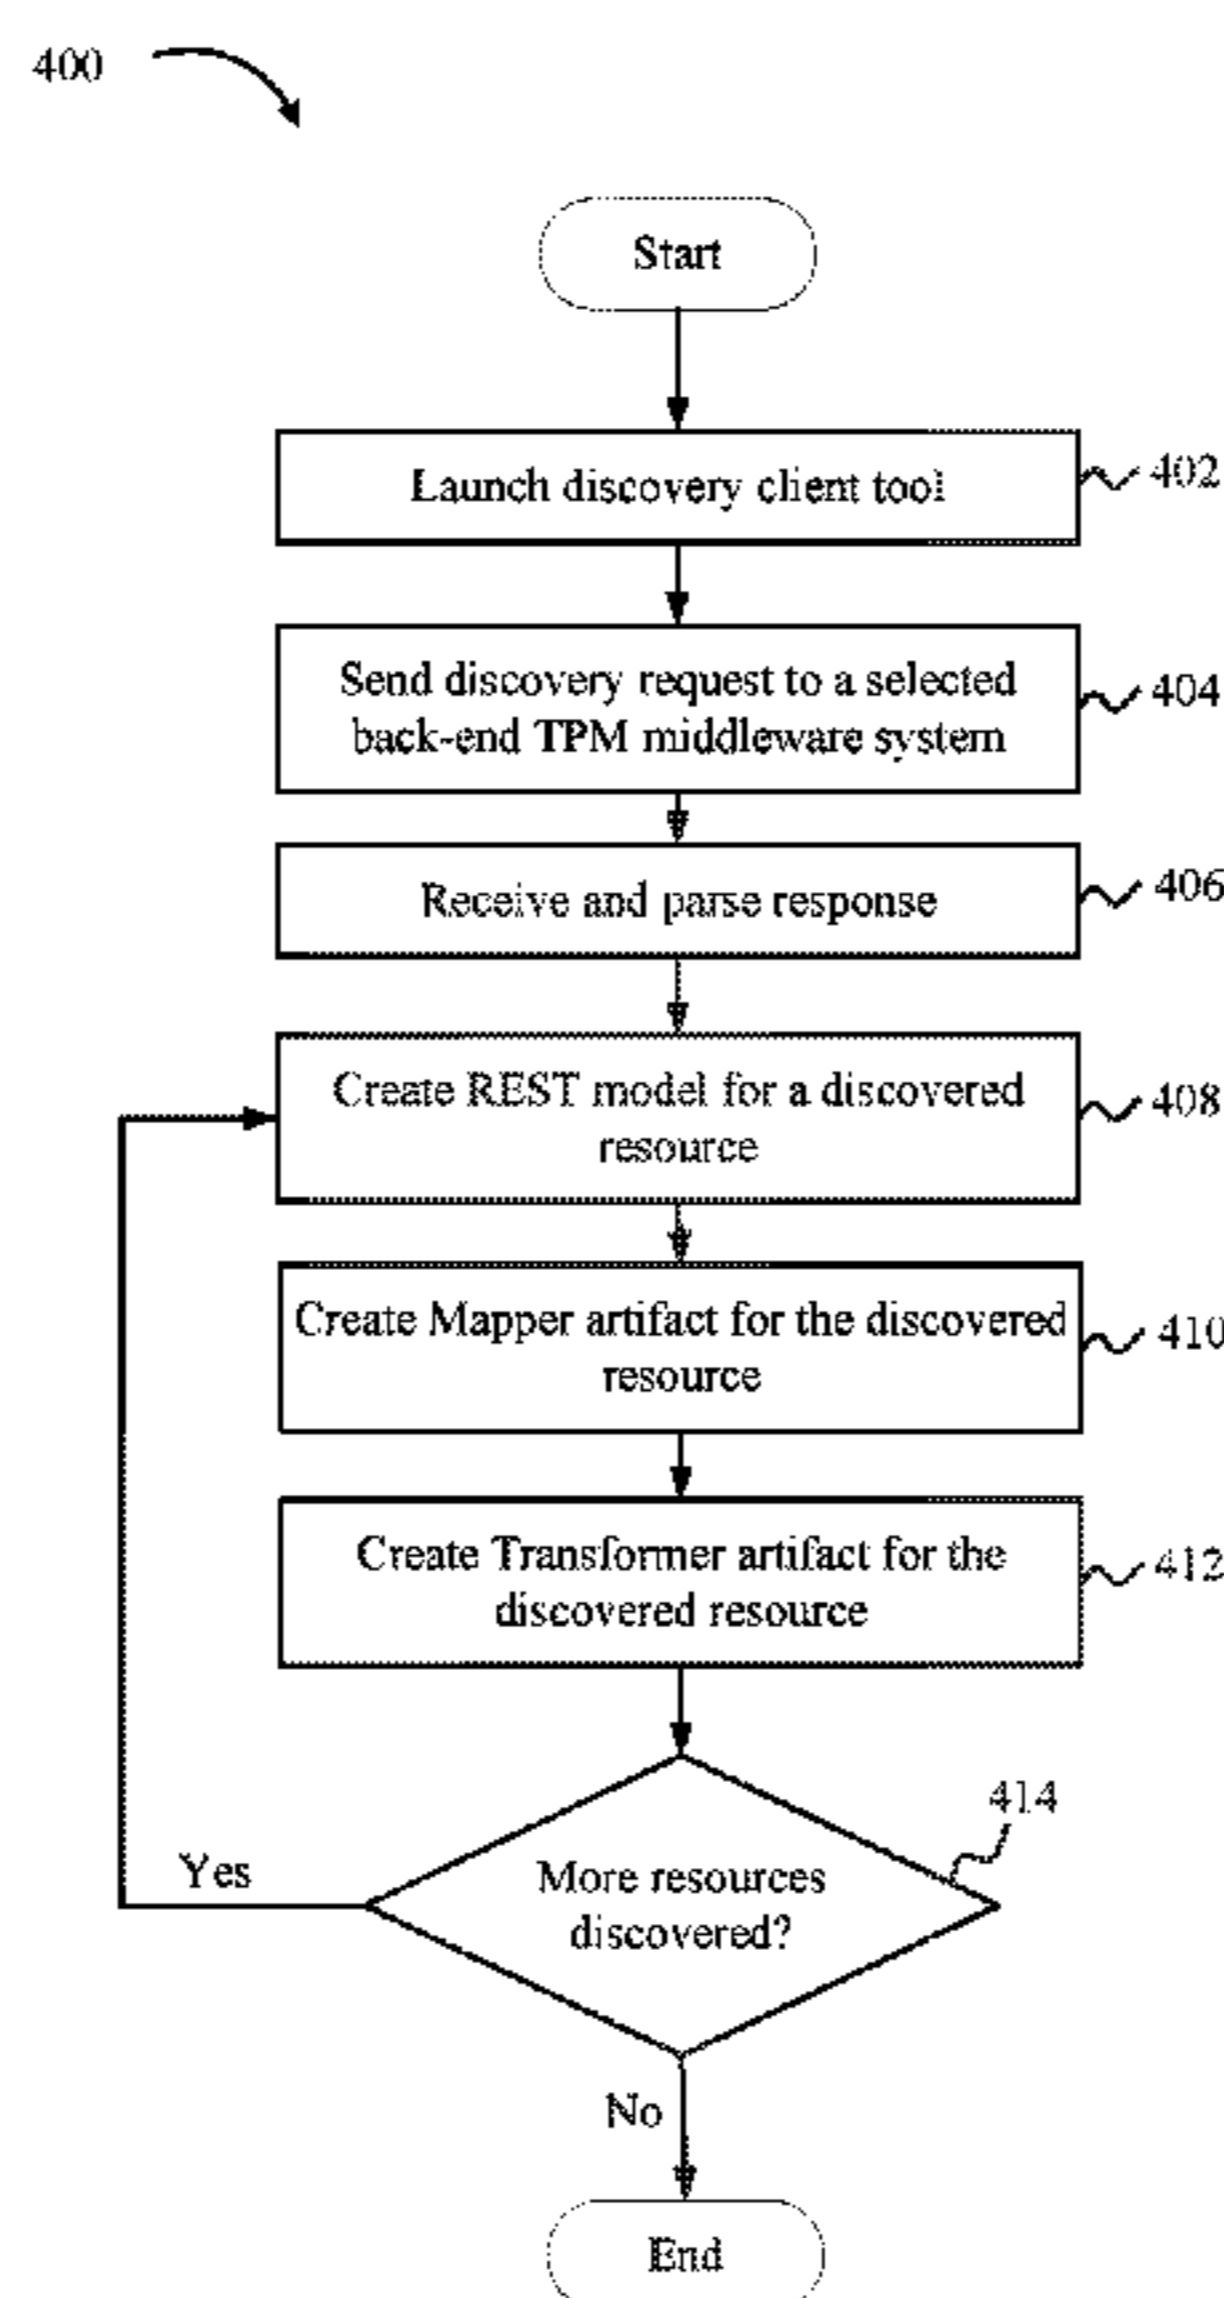 400
Start
Launch discovery client tool
402
Send discovery request to a selected
back-end TPM middleware system
404
Receive and parse response
406
Create REST model for a discovered
resource
408
Create Mapper artifact for the discovered
resource
410
Create Transformer artifact for the
discovered resource
412
414
More resources
discovered?
Yes
No
End